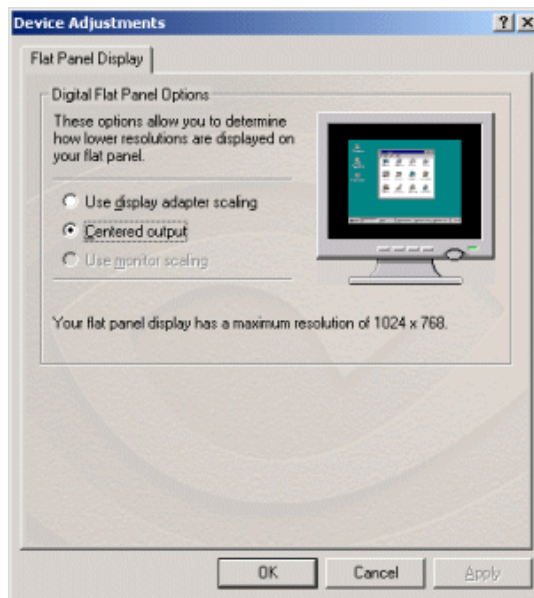 Device Adjustments
Flat Panel Display
Digital Flat Panel Options
These options allow you to determine
how lower resolutions are displayed on
your flat panel.
Use display adapter scaling
Centered output
Use monitor scaling
Your flat panel display has a maximum resolution of 1024 x 768.
OK Cancel Apply